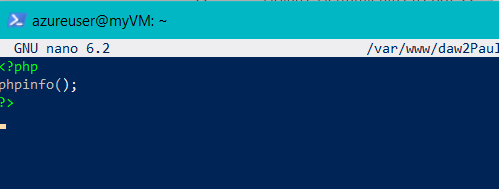 azureuser@myVM: ~
GNU nano 6.2 /var/www/daw2Paul
<?php
phpinfo();
?>